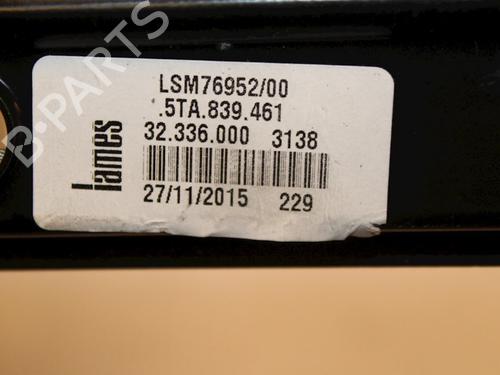 LSM76952/00
.5TA.839.461
32.336.000 3138
27/11/2015 229
lames
B-Parts